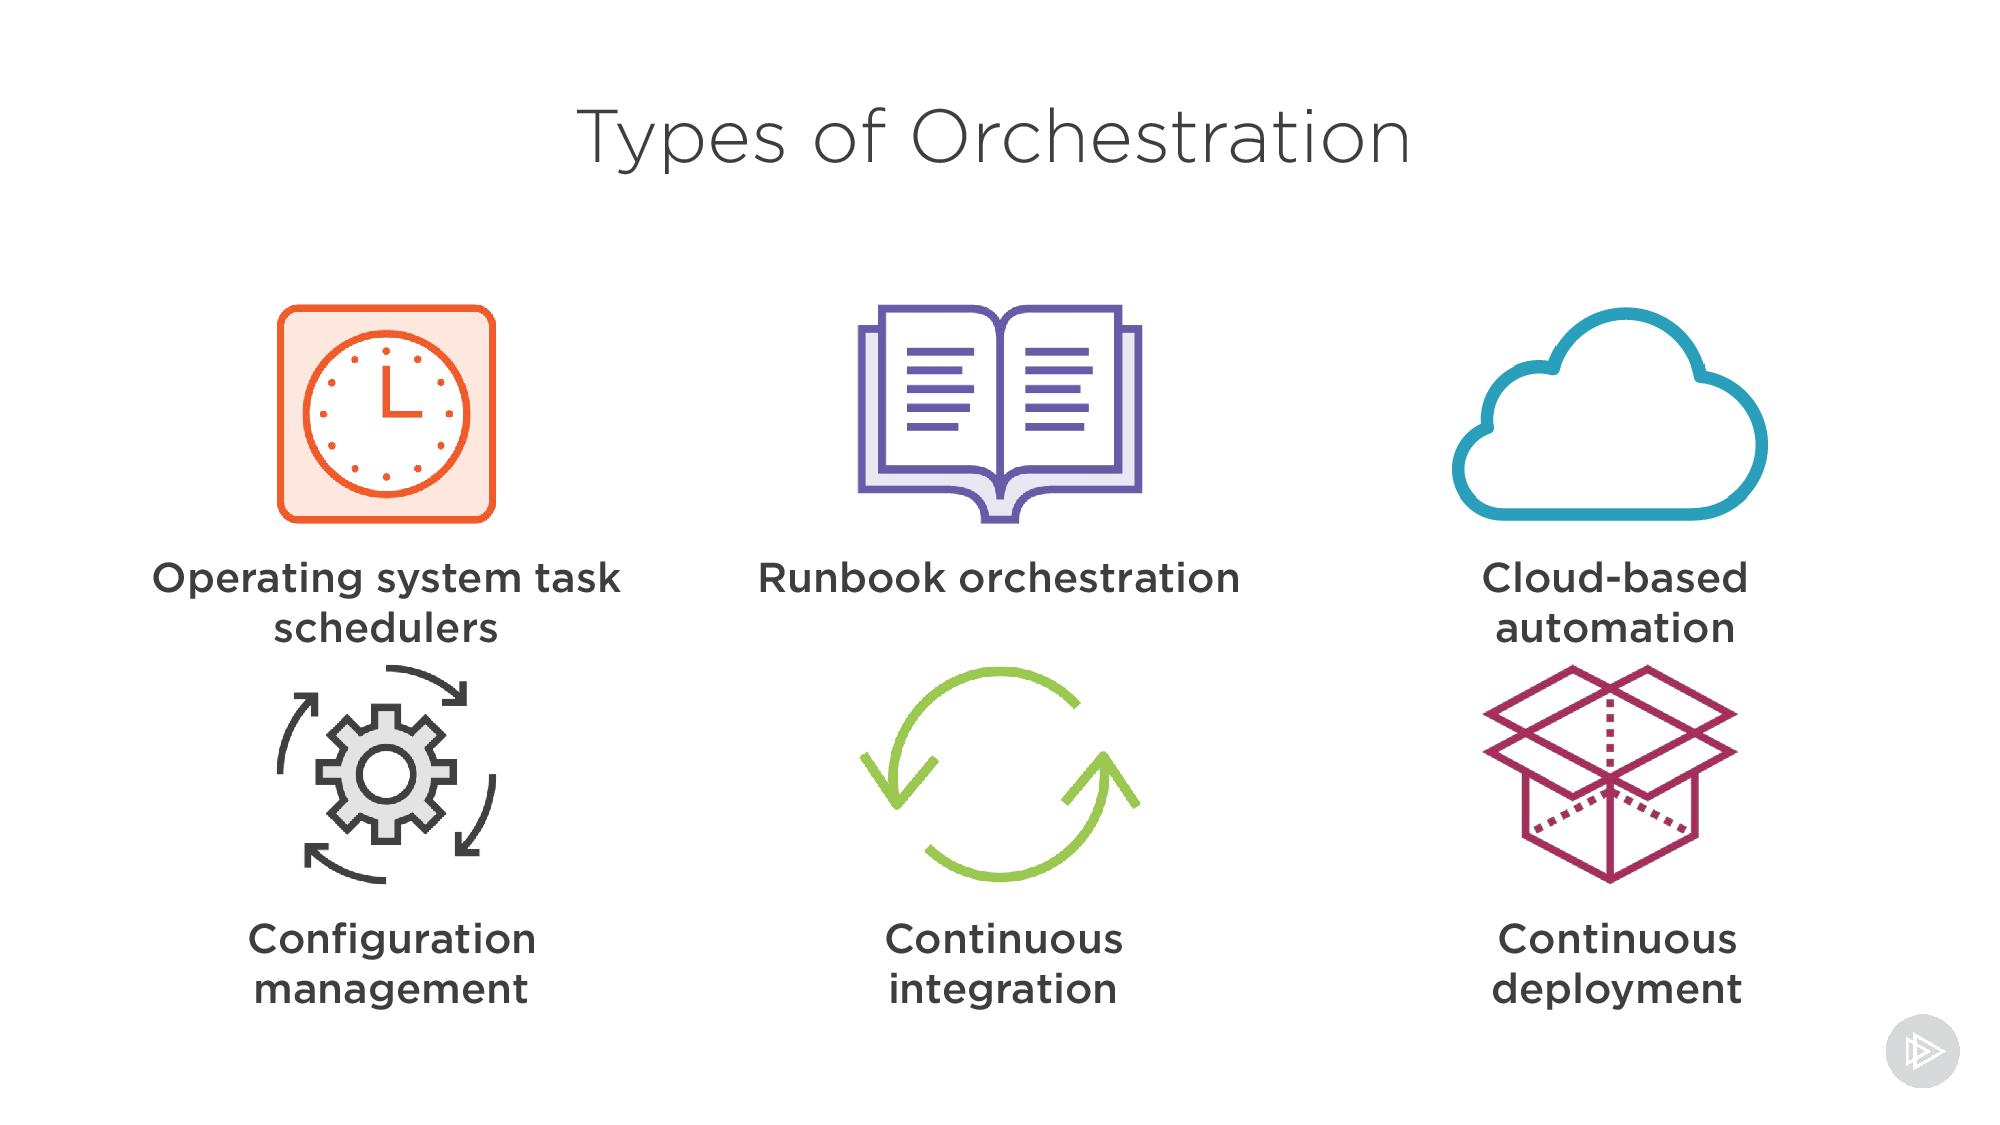 Types of Orchestration
Operating system task
schedulers
Runbook orchestration
Cloud-based
automation
Configuration
management
Continuous
integration
Continuous
deployment